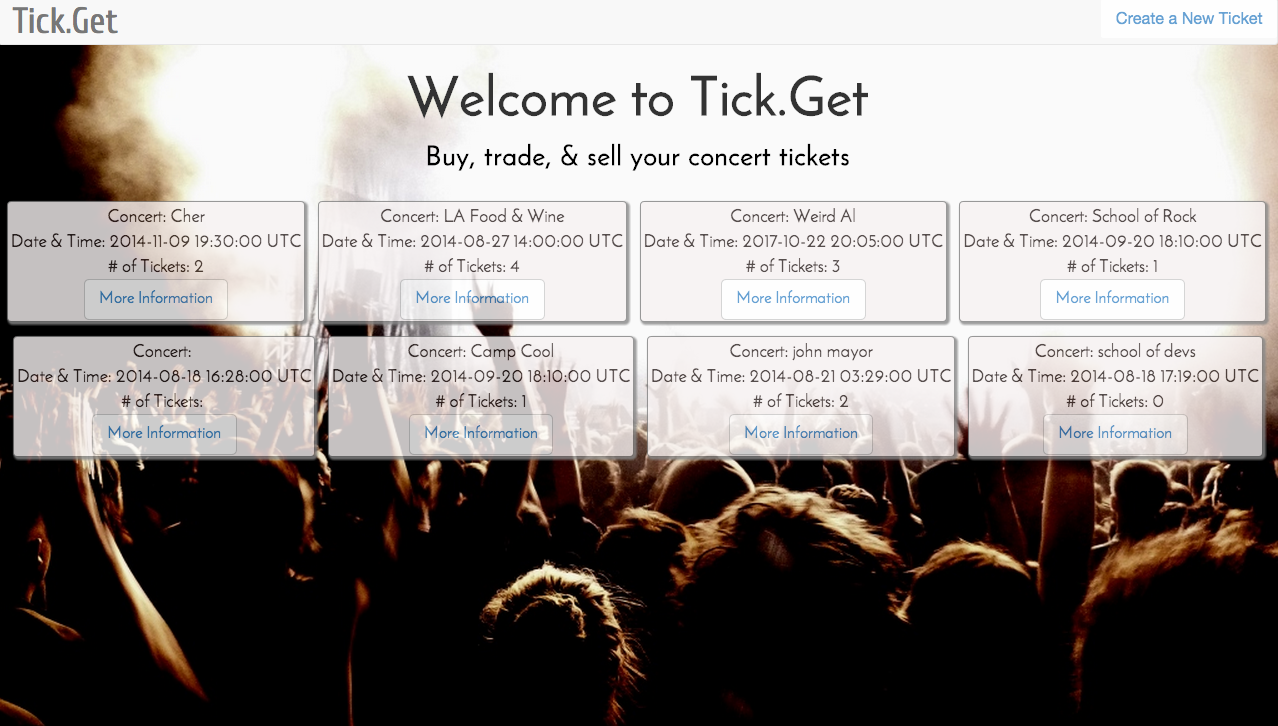 Tick.Get
Create a New Ticket
Welcome to Tick.Get
Buy, trade, & sell your concert tickets
Concert: Cher
Date & Time: 2014-11-09 19:30:00 UTC
# of Tickets: 2
More Information
Concert: LA Food & Wine
Date & Time: 2014-08-27 14:00:00 UTC
# of Tickets: 4
More Information
Concert: Weird Al
Date & Time: 2017-10-22 20:05:00 UTC
# of Tickets: 3
More Information
Concert: School of Rock
Date & Time: 2014-09-20 18:10:00 UTC
# of Tickets: 1
More Information
Concert:
Date & Time: 2014-08-18 16:28:00 UTC
# of Tickets:
More Information
Concert: Camp Cool
Date & Time: 2014-09-20 18:10:00 UTC
# of Tickets: 1
More Information
Concert: john mayor
Date & Time: 2014-08-21 03:29:00 UTC
# of Tickets: 2
More Information
Concert: school of devs
Date & Time: 2014-08-18 17:19:00 UTC
# of Tickets: 0
More Information